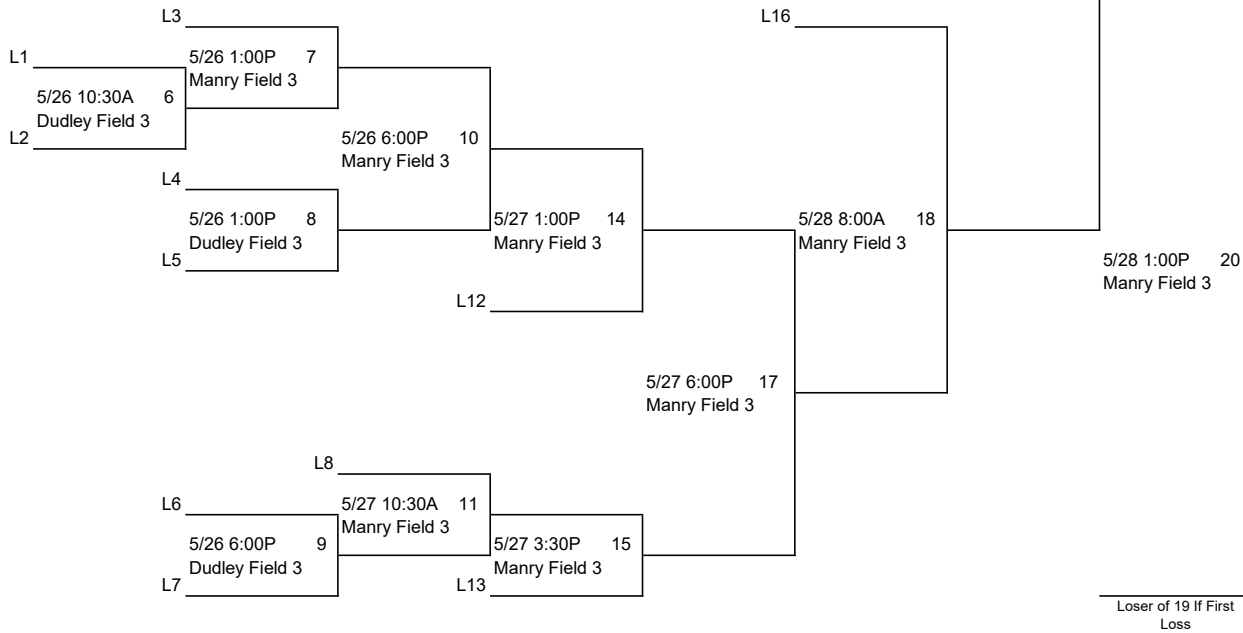 L3
L16
5/26 1:00P 7
Manry Field 3
L1
5/26 10:30A 6
Dudley Field 3
L2
5/26 6:00P 10
Manry Field 3
L4
5/26 1:00P 8
Dudley Field 3
L5
5/27 1:00P 14
Manry Field 3
5/28 8:00A 18
Manry Field 3
5/28 1:00P 20
Manry Field 3
L12
5/27 6:00P 17
Manry Field 3
L8
5/27 10:30A 11
Manry Field 3
L6
5/26 6:00P 9
Dudley Field 3
L7
5/27 3:30P 15
Manry Field 3
L13
Loser of 19 If First
Loss